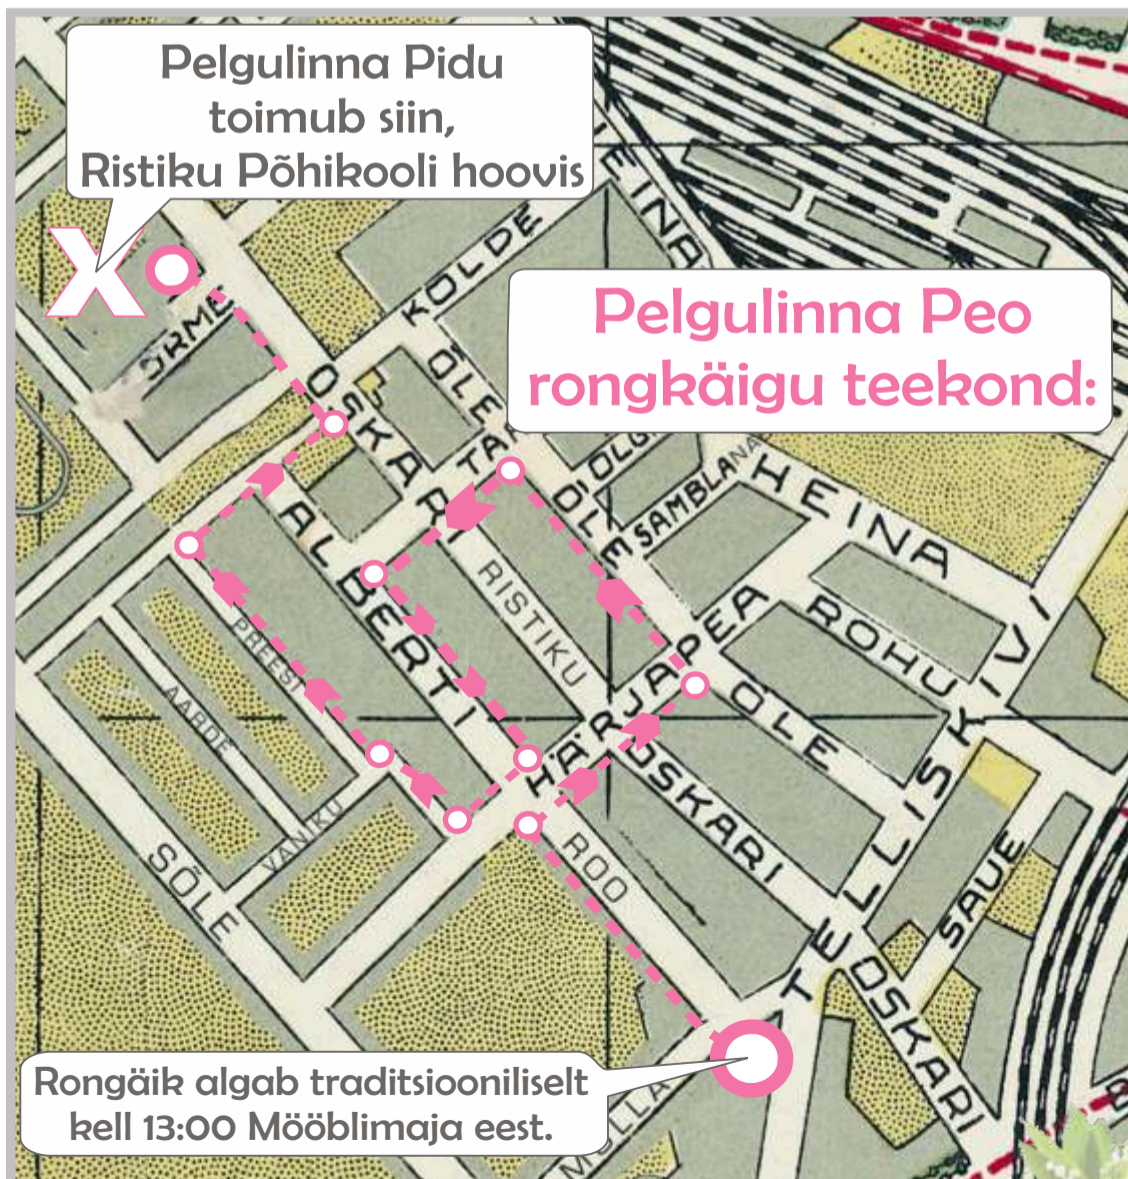 Pelgulinna Pidu
toimub siin,
Ristiku Põhikooli hoovis
Pelgulinna Peo
rongkäigu teekond:
KOLDE
ÕLE
OSKARI
ÕLE
SAMBLA
HEINA
ALBERTI
RISTIKU
ROHU
HÄRJAPEA
ÕLE
TELLISKIVI
PREESI
AARDE
OSKARI
VANIKU
ROO
SÕLE
SAUE
OSKARI
Rongäik algab traditsiooniliselt
kell 13:00 Mööblimaja eest.